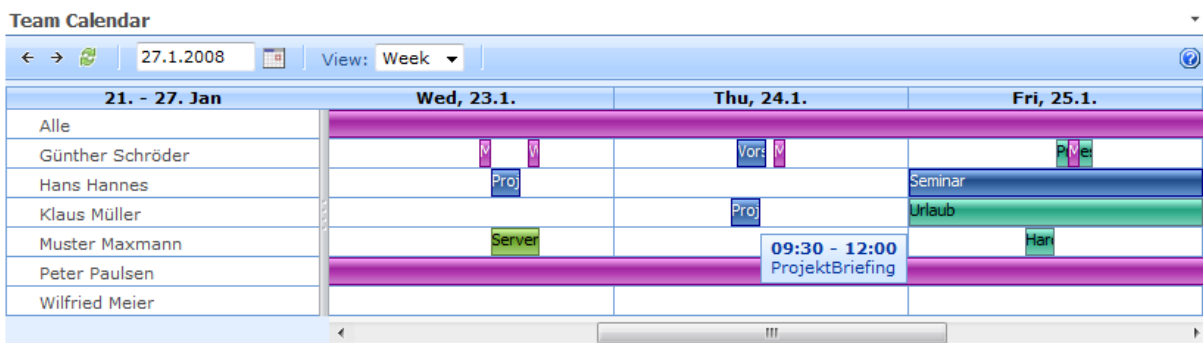 Team Calendar
27.1.2008 View: Week
21. - 27. Jan Wed, 23.1. Thu, 24.1. Fri, 25.1.
Alle
Günther Schröder M Vors M
Hans Hannes Proj Seminar
Klaus Müller Proj Urlaub
Muster Maxmann Server
09:30 - 12:00
ProjektBriefing
Peter Paulsen
Wilfried Meier